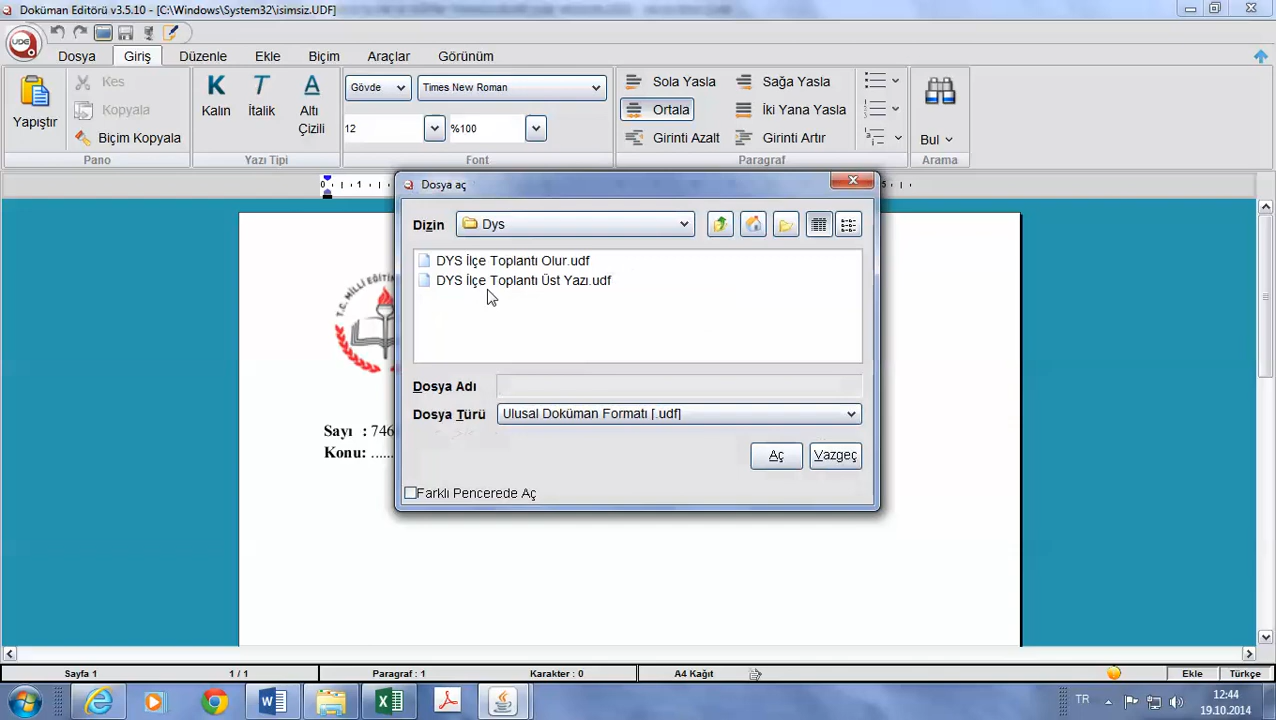 Doküman Editörü v3.5.10 - [C:\Windows\System32\isimsiz.UDF]
Dosya Giriş Düzenle Ekle Biçim Araçlar Görünüm
Yapıştır
Kes
Kopyala
Biçim Kopyala
Pano
K
Kalın
T
İtalik
A
Altı
Çizili
Yazı Tipi
Gövde
Times New Roman
12
%100
Font
Sola Yasla
Sağa Yasla
Ortala
İki Yana Yasla
Girinti Azalt
Girinti Artır
Paragraf
Bul
Arama
Dosya aç
Dizin
Dys
DYS İlçe Toplantı Olur.udf
DYS İlçe Toplantı Üst Yazı.udf
Dosya Adı
Dosya Türü
Ulusal Doküman Formatı [.udf]
Aç
Vazgeç
Farklı Pencerede Aç
T.C. MİLLİ EĞİTİM
Sayı : 746
Konu: .....
Sayfa 1
1 / 1
Paragraf : 1
Karakter : 0
A4 Kağıt
Ekle
Türkçe
TR
12:44
19.10.2014